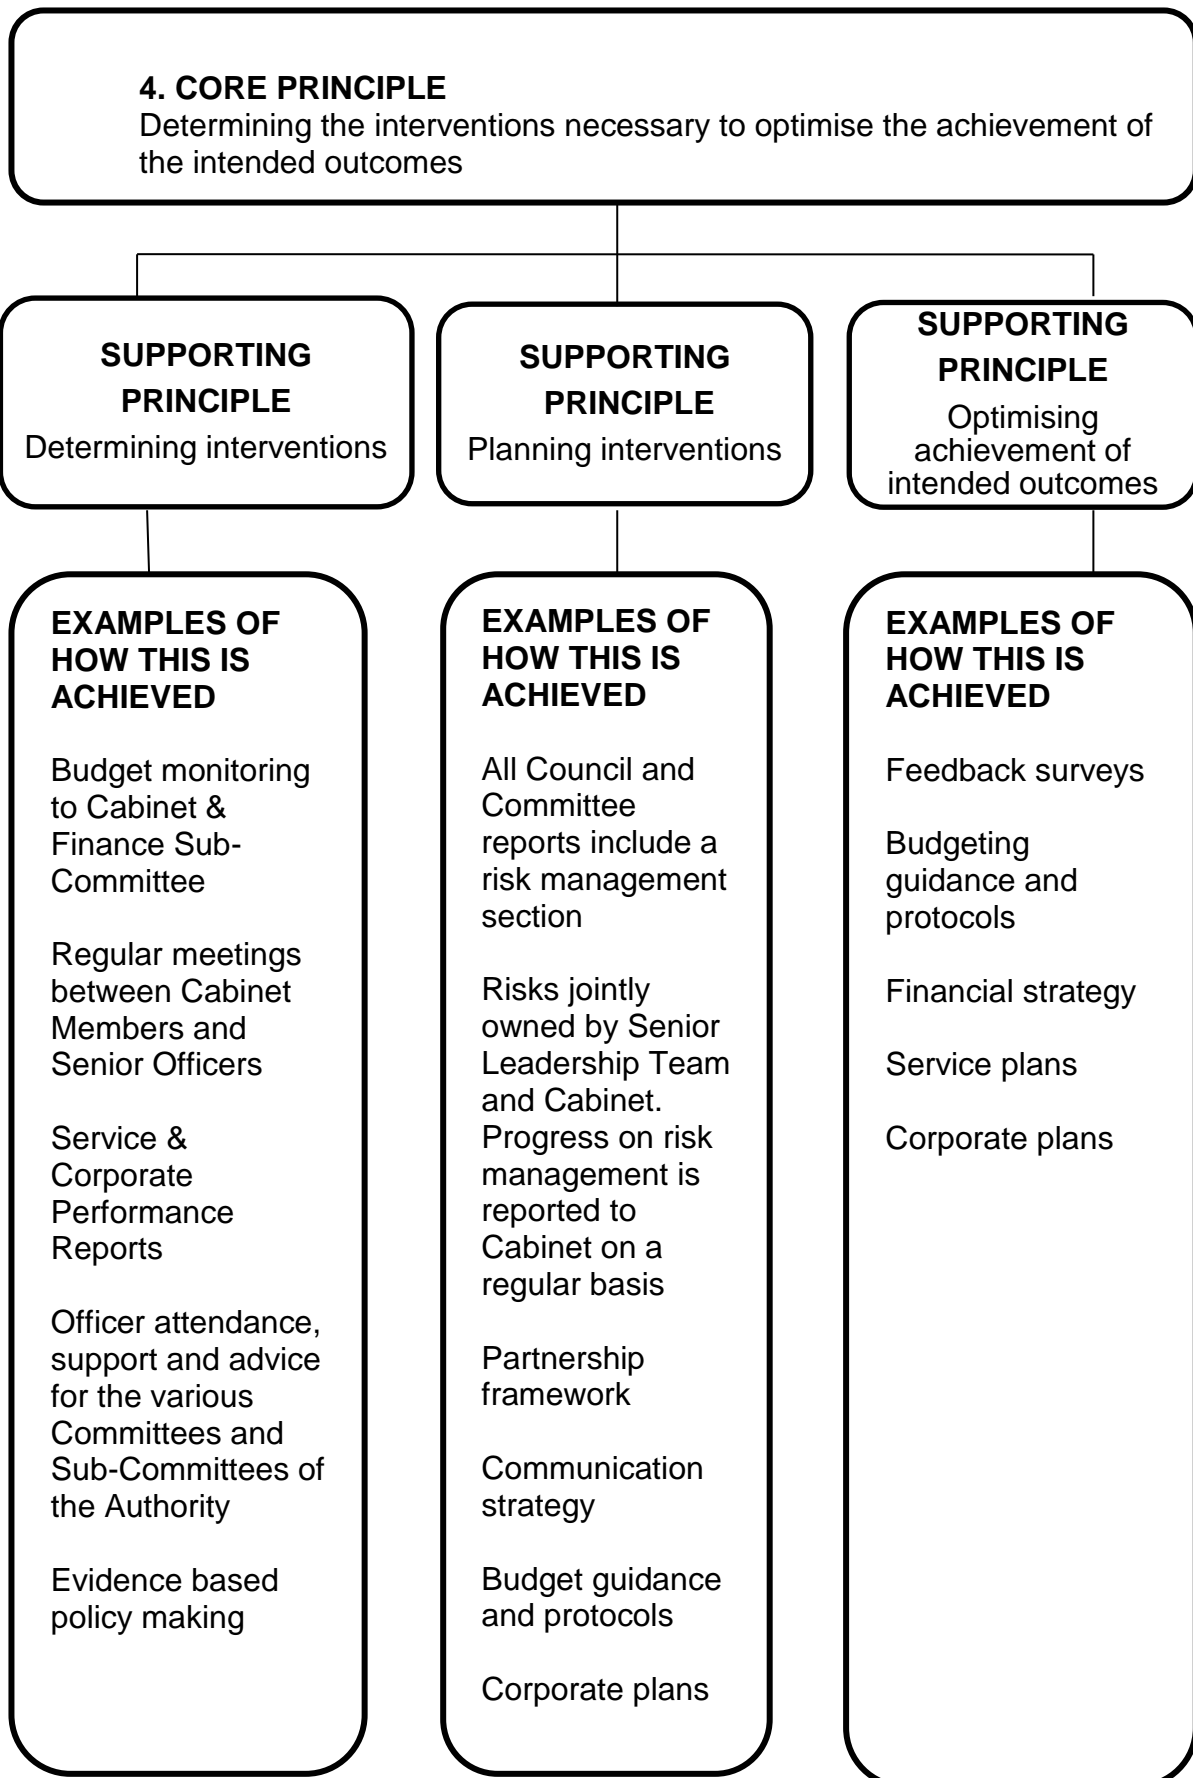 4. CORE PRINCIPLE
Determining the interventions necessary to optimise the achievement of
the intended outcomes
SUPPORTING
PRINCIPLE
Determining interventions
SUPPORTING
PRINCIPLE
Planning interventions
SUPPORTING
PRINCIPLE
Optimising
achievement of
intended outcomes
EXAMPLES OF
HOW THIS IS
ACHIEVED
Budget monitoring
to Cabinet &
Finance Sub-
Committee
Regular meetings
between Cabinet
Members and
Senior Officers
Service &
Corporate
Performance
Reports
Officer attendance,
support and advice
for the various
Committees and
Sub-Committees of
the Authority
Evidence based
policy making
EXAMPLES OF
HOW THIS IS
ACHIEVED
All Council and
Committee
reports include a
risk management
section
Risks jointly
owned by Senior
Leadership Team
and Cabinet.
Progress on risk
management is
reported to
Cabinet on a
regular basis
Partnership
framework
Communication
strategy
Budget guidance
and protocols
Corporate plans
EXAMPLES OF
HOW THIS IS
ACHIEVED
Feedback surveys
Budgeting
guidance and
protocols
Financial strategy
Service plans
Corporate plans